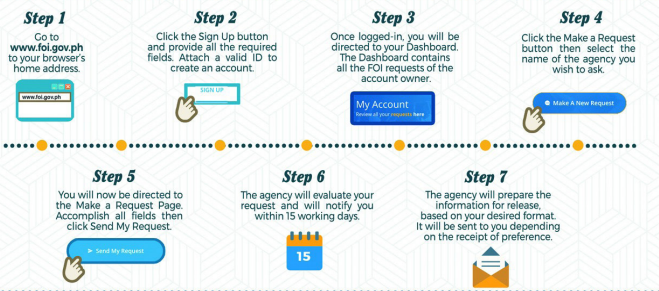 Step 1
Go to
www.foi.gov.ph
to your browser's
home address.
www.foi.gov.ph
Step 2
Click the Sign Up button
and provide all the required
fields. Attach a valid ID to
create an account.
SIGN UP
Step 3
Once logged-in, you will be
directed to your Dashboard.
The Dashboard contains
all the FOI requests of the
account owner.
My Account
Review all your requests here
Step 4
Click the Make a Request
button then select the
name of the agency you
wish to ask.
Make A New Request
Step 5
You will now be directed to
the Make a Request Page.
Accomplish all fields then
click Send My Request.
Send My Request
Step 6
The agency will evaluate your
request and will notify you
within 15 working days.
15
Step 7
The agency will prepare the
information for release,
based on your desired format.
It will be sent to you depending
on the receipt of preference.